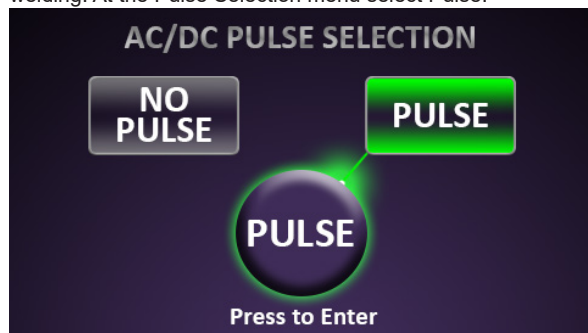 welding. At the Pulse Selection menu select Pulse.
AC/DC PULSE SELECTION
NO
PULSE
PULSE
PULSE
Press to Enter